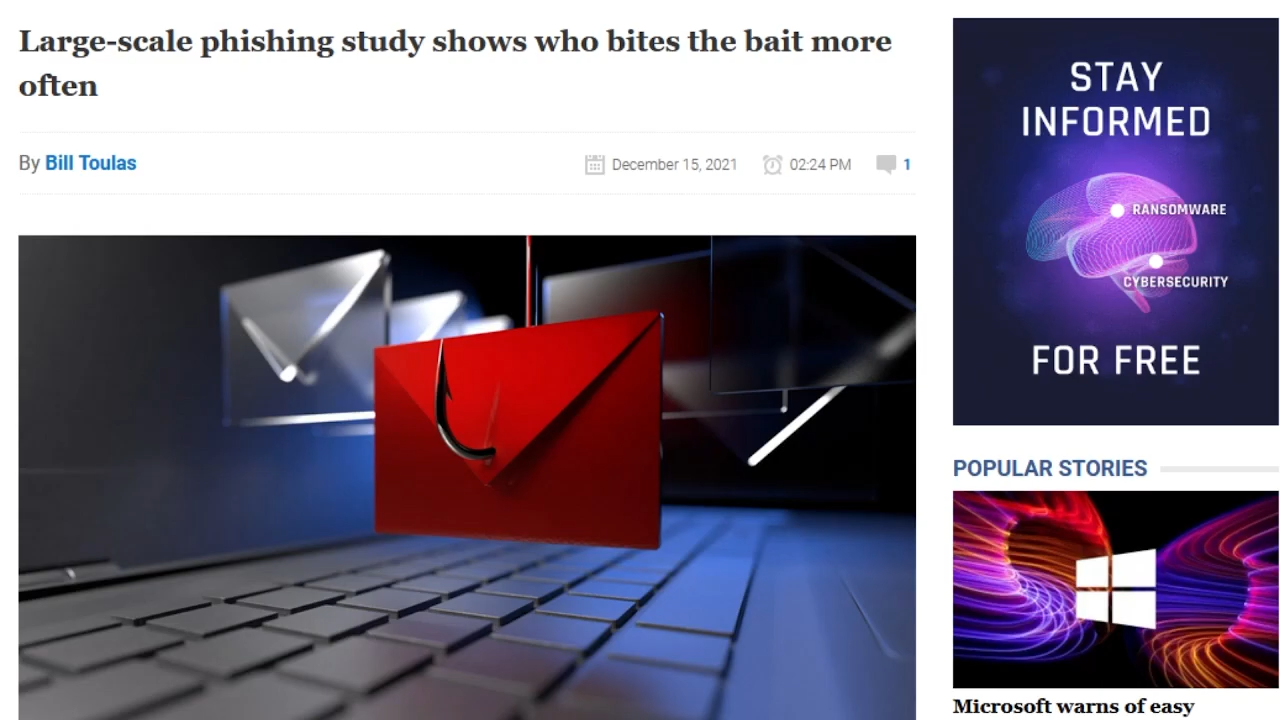 Large-scale phishing study shows who bites the bait more
often
By Bill Toulas
December 15, 2021
02:24 PM
1
STAY
INFORMED
RANSOMWARE
CYBERSECURITY
FOR FREE
POPULAR STORIES
Microsoft warns of easy